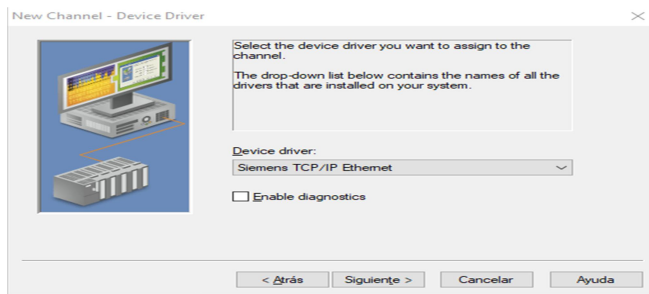 New Channel - Device Driver
Select the device driver you want to assign to the
channel.
The drop-down list below contains the names of all the
drivers that are installed on your system.
Device driver:
Siemens TCP/IP Ethernet
Enable diagnostics
< Atrás
Siguiente >
Cancelar
Ayuda